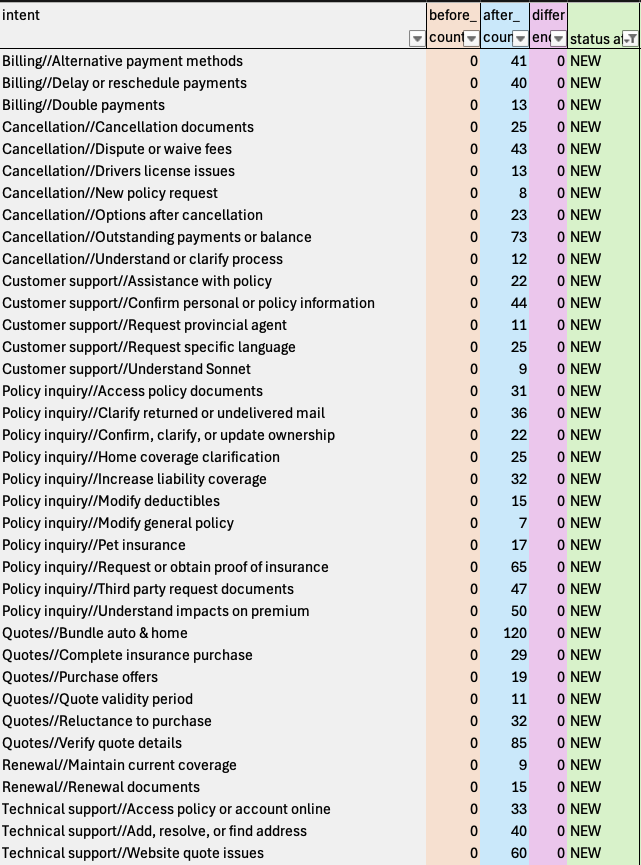 intent before_ after_ differ
count cour enc status a
Billing//Alternative payment methods 0 41 0 NEW
Billing//Delay or reschedule payments 0 40 0 NEW
Billing//Double payments 0 13 0 NEW
Cancellation//Cancellation documents 0 25 0 NEW
Cancellation//Dispute or waive fees 0 43 0 NEW
Cancellation//Drivers license issues 0 13 0 NEW
Cancellation//New policy request 0 8 0 NEW
Cancellation//Options after cancellation 0 23 0 NEW
Cancellation//Outstanding payments or balance 0 73 0 NEW
Cancellation//Understand or clarify process 0 12 0 NEW
Customer support//Assistance with policy 0 22 0 NEW
Customer support//Confirm personal or policy information 0 44 0 NEW
Customer support//Request provincial agent 0 11 0 NEW
Customer support//Request specific language 0 25 0 NEW
Customer support//Understand Sonnet 0 9 0 NEW
Policy inquiry//Access policy documents 0 31 0 NEW
Policy inquiry//Clarify returned or undelivered mail 0 36 0 NEW
Policy inquiry//Confirm, clarify, or update ownership 0 22 0 NEW
Policy inquiry//Home coverage clarification 0 25 0 NEW
Policy inquiry//Increase liability coverage 0 32 0 NEW
Policy inquiry//Modify deductibles 0 15 0 NEW
Policy inquiry//Modify general policy 0 7 0 NEW
Policy inquiry//Pet insurance 0 17 0 NEW
Policy inquiry//Request or obtain proof of insurance 0 65 0 NEW
Policy inquiry//Third party request documents 0 47 0 NEW
Policy inquiry//Understand impacts on premium 0 50 0 NEW
Quotes//Bundle auto & home 0 120 0 NEW
Quotes//Complete insurance purchase 0 29 0 NEW
Quotes//Purchase offers 0 19 0 NEW
Quotes//Quote validity period 0 11 0 NEW
Quotes//Reluctance to purchase 0 32 0 NEW
Quotes//Verify quote details 0 85 0 NEW
Renewal//Maintain current coverage 0 9 0 NEW
Renewal//Renewal documents 0 15 0 NEW
Technical support//Access policy or account online 0 33 0 NEW
Technical support//Add, resolve, or find address 0 40 0 NEW
Technical support//Website quote issues 0 60 0 NEW